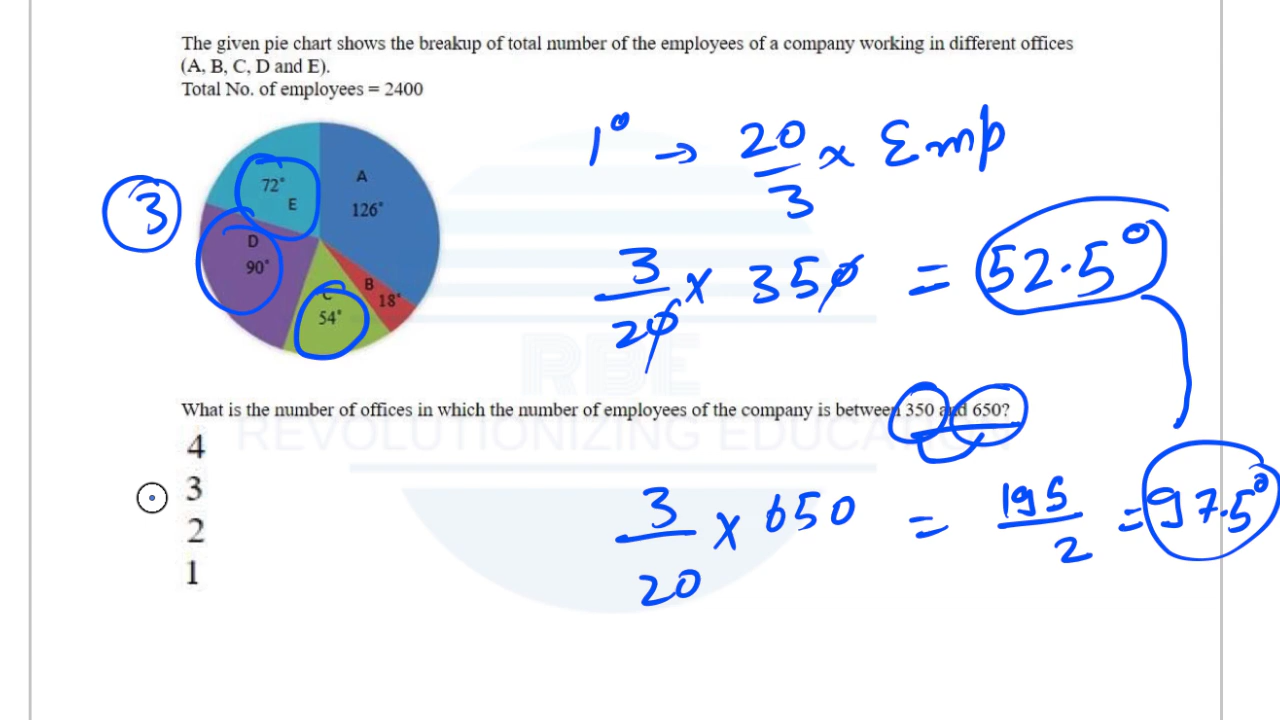 The given pie chart shows the breakup of total number of the employees of a company working in different offices
(A, B, C, D and E).
Total No. of employees = 2400
1° → 20/3 × Emp
72°
E
A
126°
3
D
90°
B
18°
C
54°
3/20 × 350 = 52.5°
RBE
What is the number of offices in which the number of employees of the company is between 350 and 650?
REVOLUTIONIZING EDUCATION
4
3
2
1
3/20 × 650 = 195/2 = 97.5°